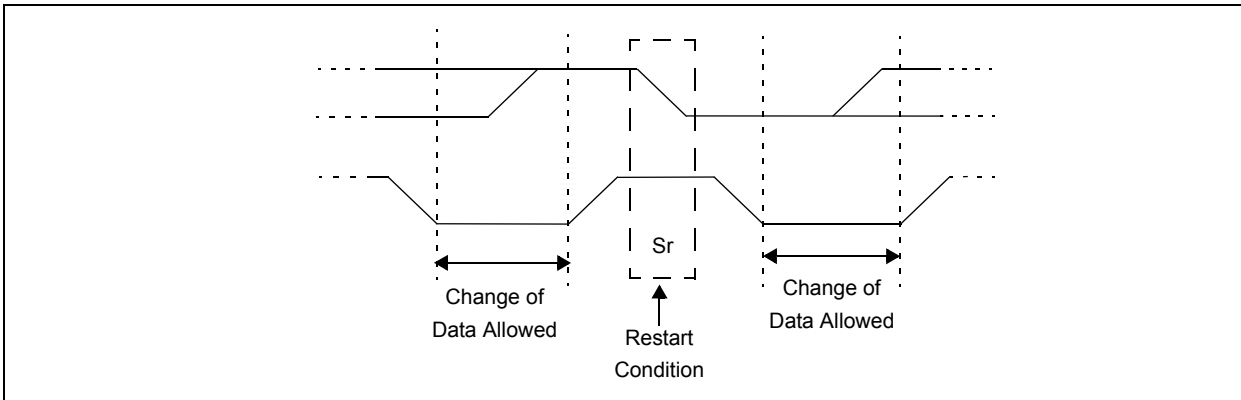 Sr
Change of
Data Allowed
Restart
Condition
Change of
Data Allowed